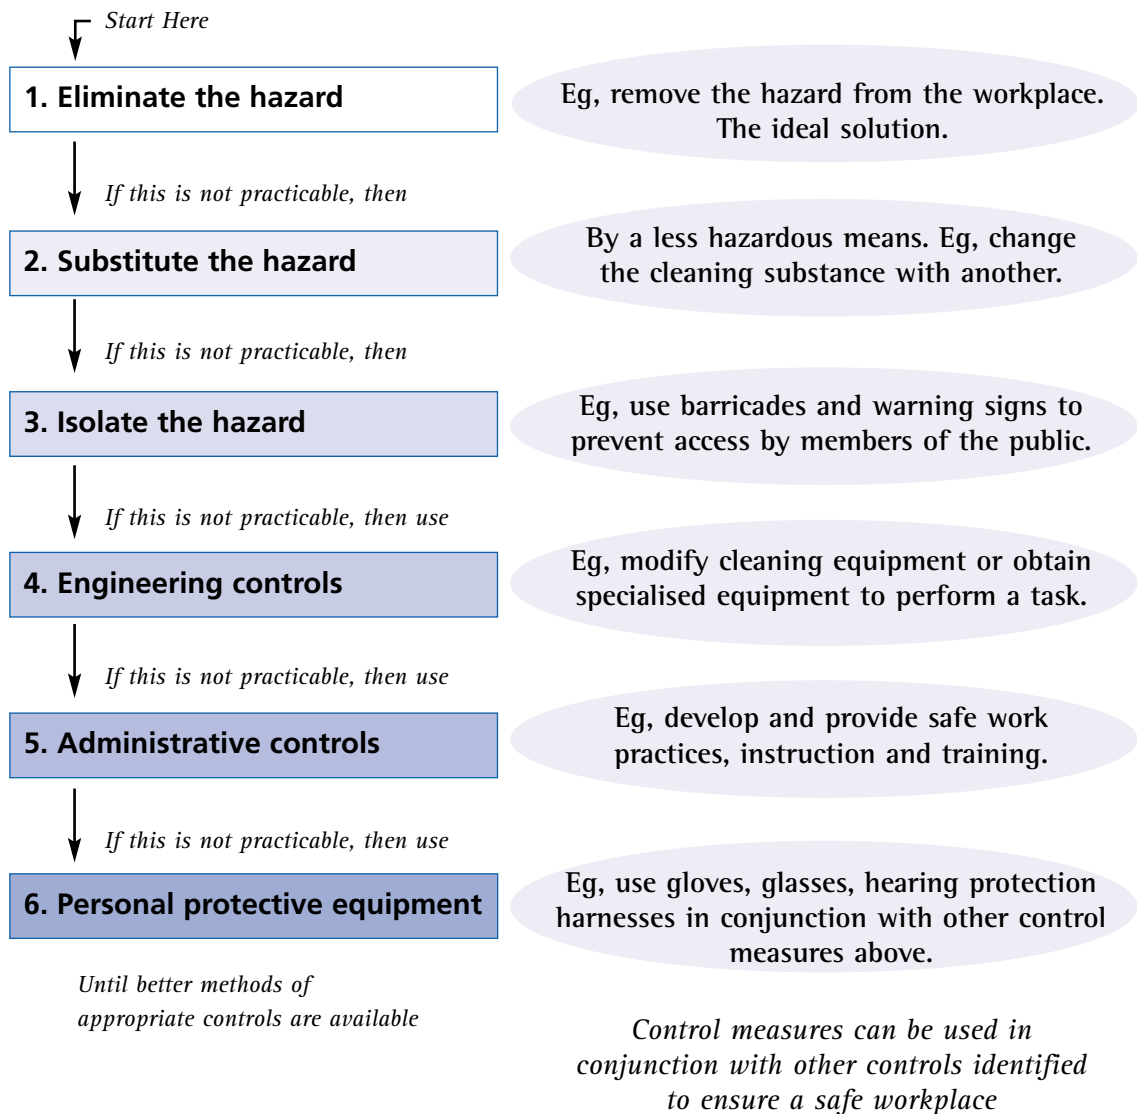 Start Here
1. Eliminate the hazard
Eg, remove the hazard from the workplace.
The ideal solution.
If this is not practicable, then
2. Substitute the hazard
By a less hazardous means. Eg, change
the cleaning substance with another.
If this is not practicable, then
3. Isolate the hazard
Eg, use barricades and warning signs to
prevent access by members of the public.
If this is not practicable, then use
4. Engineering controls
Eg, modify cleaning equipment or obtain
specialised equipment to perform a task.
If this is not practicable, then use
5. Administrative controls
Eg, develop and provide safe work
practices, instruction and training.
If this is not practicable, then use
6. Personal protective equipment
Eg, use gloves, glasses, hearing protection
harnesses in conjunction with other control
measures above.
Until better methods of
appropriate controls are available
Control measures can be used in
conjunction with other controls identified
to ensure a safe workplace